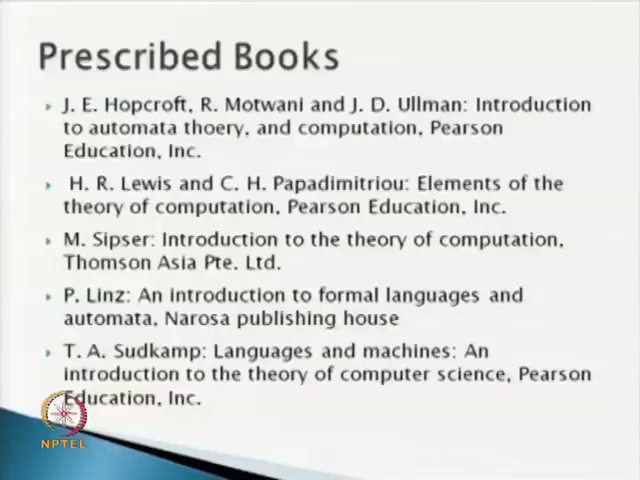 Prescribed Books
J. E. Hopcroft, R. Motwani and J. D. Ullman: Introduction
to automata thoery, and computation, Pearson
Education, Inc.
H. R. Lewis and C. H. Papadimitriou: Elements of the
theory of computation, Pearson Education, Inc.
M. Sipser: Introduction to the theory of computation,
Thomson Asia Pte. Ltd.
P. Linz: An introduction to formal languages and
automata, Narosa publishing house
T. A. Sudkamp: Languages and machines: An
introduction to the theory of computer science, Pearson
Education, Inc.
NPTEL